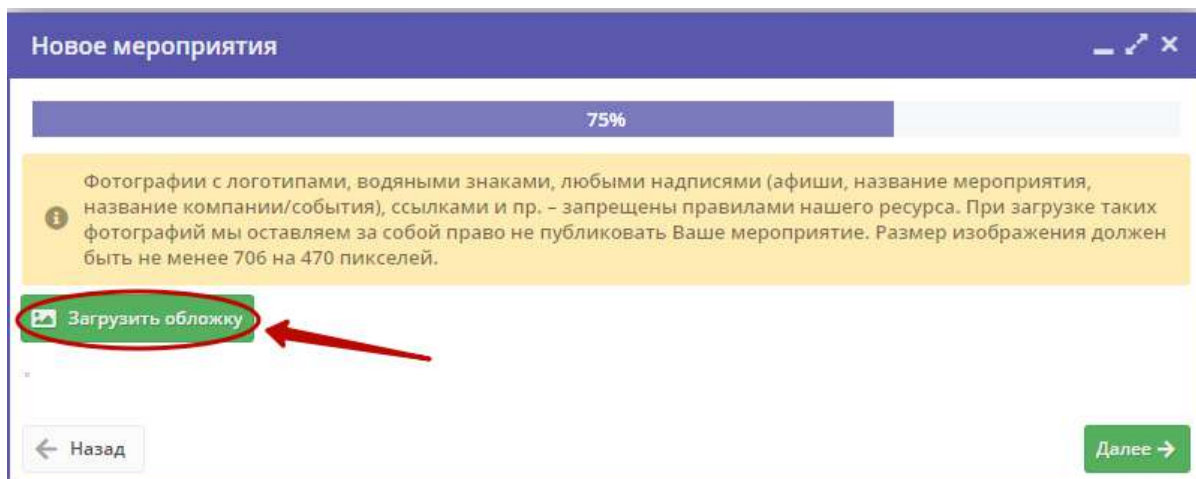 Новое мероприятия
75%
Фотографии с логотипами, водяными знаками, любыми надписями (афиши, название мероприятия,
название компании/события), ссылками и пр. – запрещены правилами нашего ресурса. При загрузке таких
фотографий мы оставляем за собой право не публиковать Ваше мероприятие. Размер изображения должен
быть не менее 706 на 470 пикселей.
Загрузить обложку
Назад
Далее